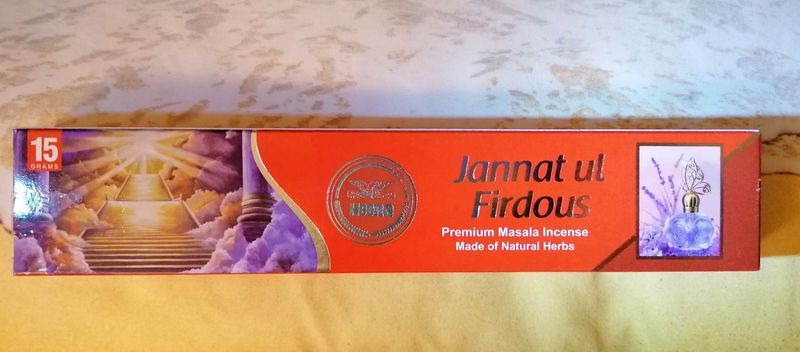 15
GRAMS
Jannat ul
Firdous
Premium Masala Incense
Made of Natural Herbs